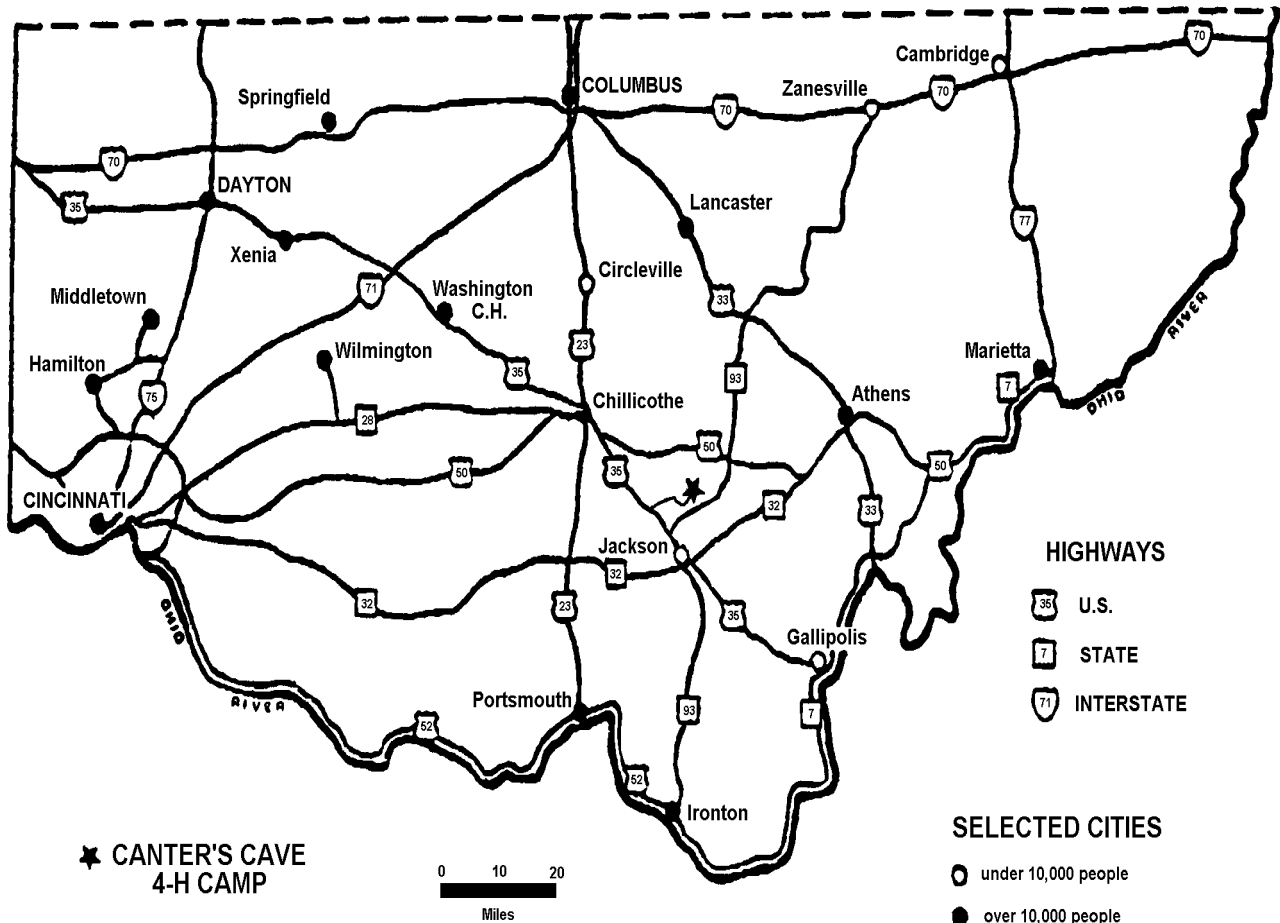 70
Cambridge
COLUMBUS
Zanesville
70
Springfield
70
70
DAYTON
35
Lancaster
77
Xenia
Circleville
71
Washington
C.H.
Middletown
33
RIVER
23
Wilmington
Marietta
Hamilton
35
93
7
OHIO
75
Chillicothe
Athens
28
50
50
35
50
CINCINNATI
32
33
Jackson
HIGHWAYS
32
32
23
35
35
U.S.
OHIO
Gallipolis
7
STATE
Portsmouth
RIVER
93
7
71
INTERSTATE
52
52
Ironton
SELECTED CITIES
CANTER'S CAVE
4-H CAMP
0 10 20
Miles
under 10,000 people
over 10,000 people